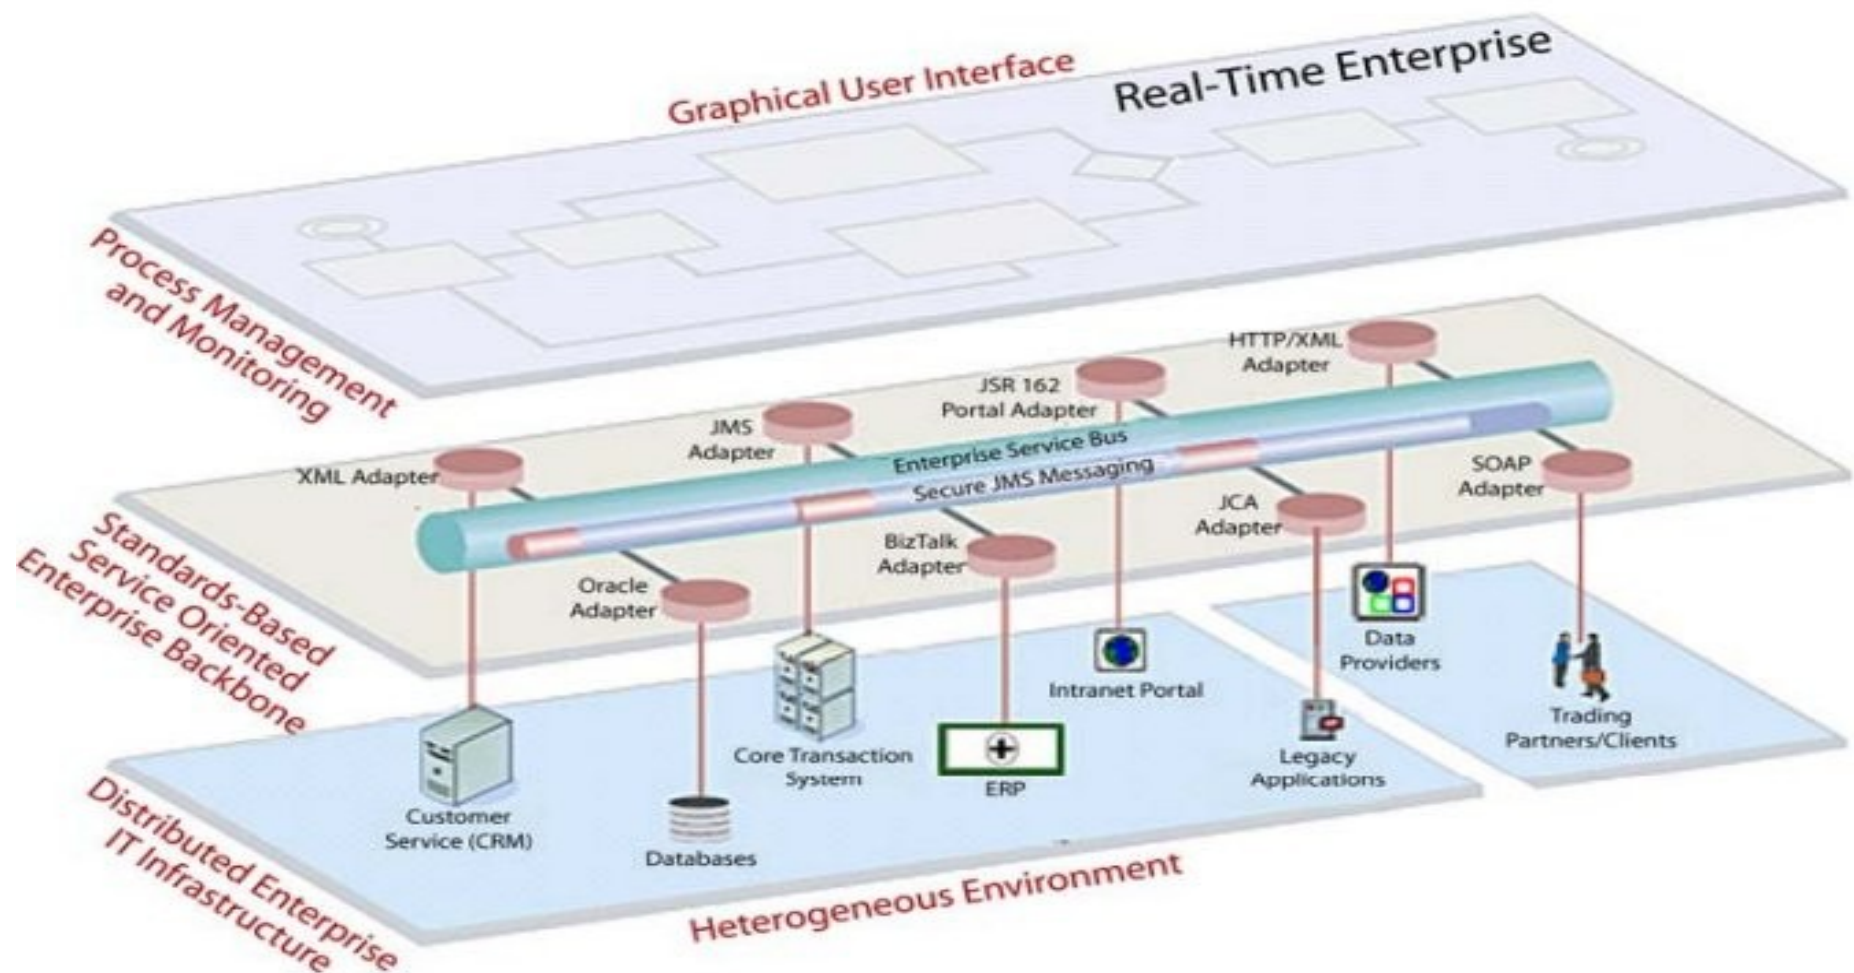 Graphical User Interface
Real-Time Enterprise
Process Management
and Monitoring
HTTP/XML
Adapter
JSR 162
Portal Adapter
JMS
Adapter
XML Adapter
Enterprise Service Bus
Secure JMS Messaging
SOAP
Adapter
JCA
Adapter
BizTalk
Adapter
Oracle
Adapter
Standards-Based
Service Oriented
Enterprise Backbone
Data
Providers
Intranet Portal
Trading
Partners/Clients
Core Transaction
System
Legacy
Applications
ERP
Customer
Service (CRM)
Databases
Distributed Enterprise
IT Infrastructure
Heterogeneous Environment